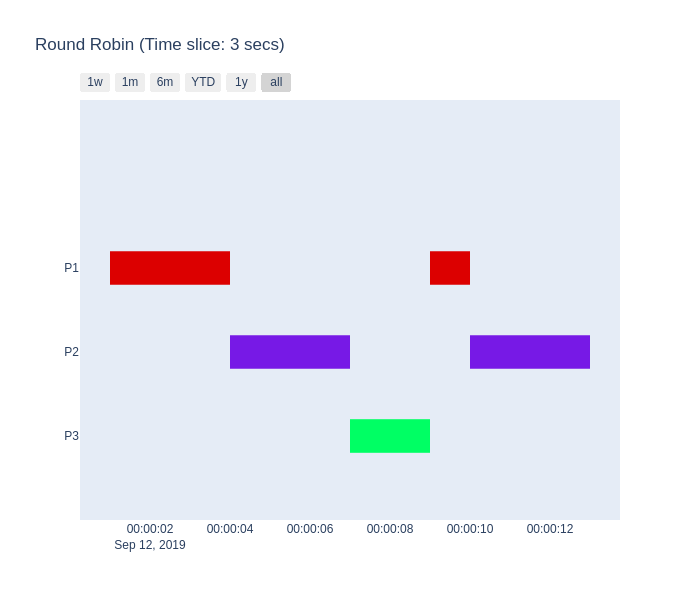 Round Robin (Time slice: 3 secs)
1w 1m 6m YTD 1y all
P1
P2
P3
00:00:02 00:00:04 00:00:06 00:00:08 00:00:10 00:00:12
Sep 12, 2019